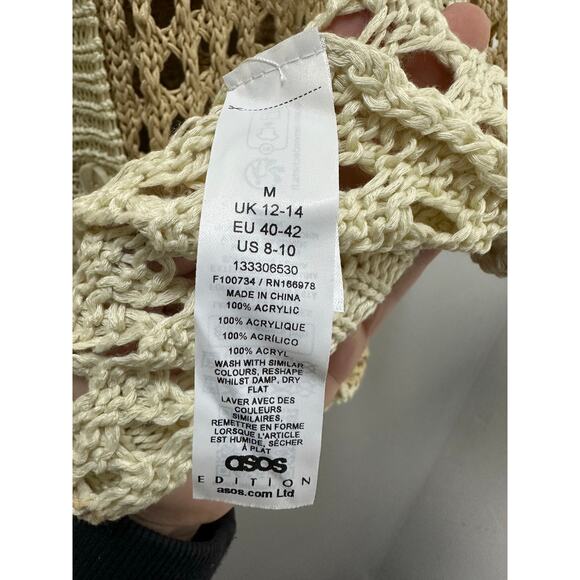 M
UK 12-14
EU 40-42
US 8-10
133306530
F100734 / RN166978
MADE IN CHINA
100% ACRYLIC
100% ACRYLIQUE
100% ACRÍLICO
100% ACRYL
WASH WITH SIMILAR
COLOURS, RESHAPE
WHILST DAMP, DRY
FLAT
LAVER AVEC DES
COULEURS
SIMILAIRES,
REMETTRE EN FORME
LORSQUE L'ARTICLE
EST HUMIDE, SÉCHER
À PLAT
asos
EDITION
asos.com Ltd